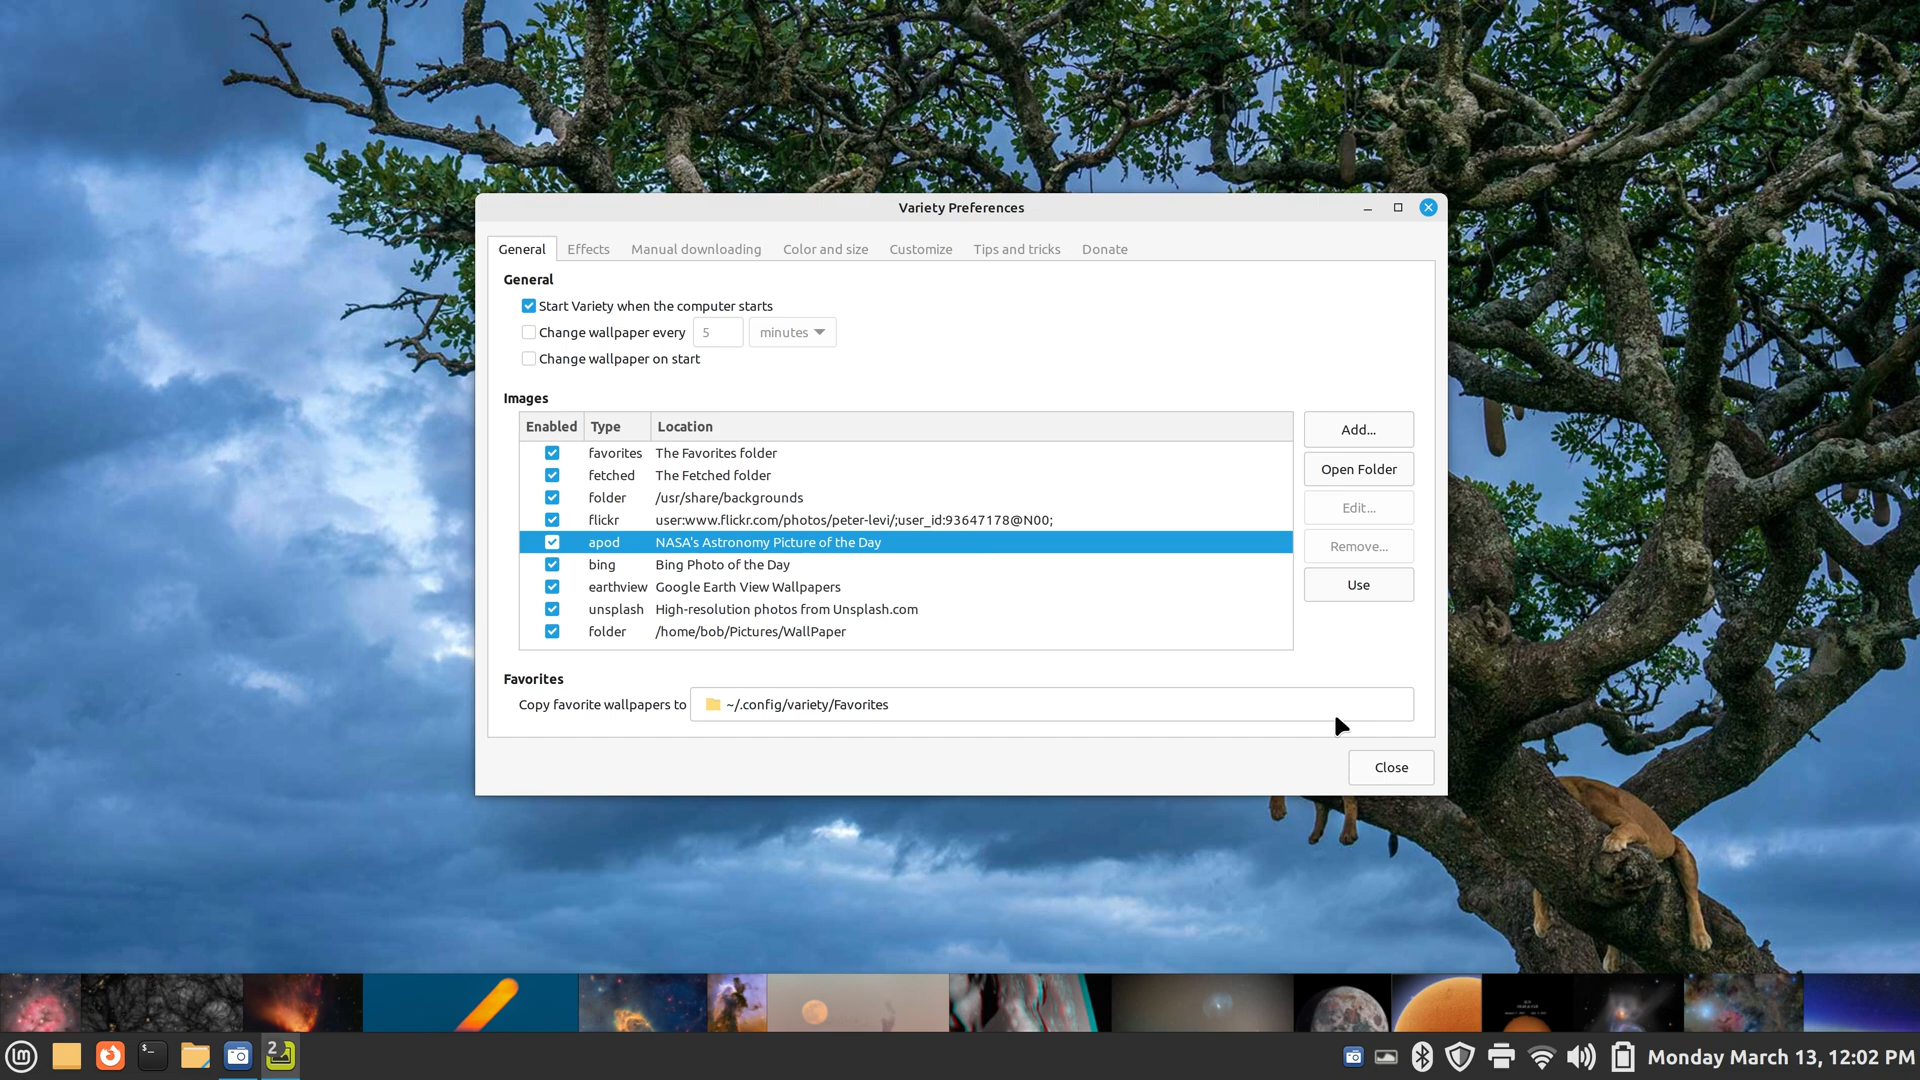 Variety Preferences
General Effects Manual downloading Color and size Customize Tips and tricks Donate
General
Start Variety when the computer starts
Change wallpaper every 5 minutes
Change wallpaper on start
Images
Enabled Type Location
favorites The Favorites folder
fetched The Fetched folder
folder /usr/share/backgrounds
flickr user:www.flickr.com/photos/peter-levi/;user_id:93647178@N00;
apod NASA's Astronomy Picture of the Day
bing Bing Photo of the Day
earthview Google Earth View Wallpapers
unsplash High-resolution photos from Unsplash.com
folder /home/bob/Pictures/WallPaper
Add...
Open Folder
Edit...
Remove...
Use
Favorites
Copy favorite wallpapers to ~/.config/variety/Favorites
Close
2
Monday March 13, 12:02 PM